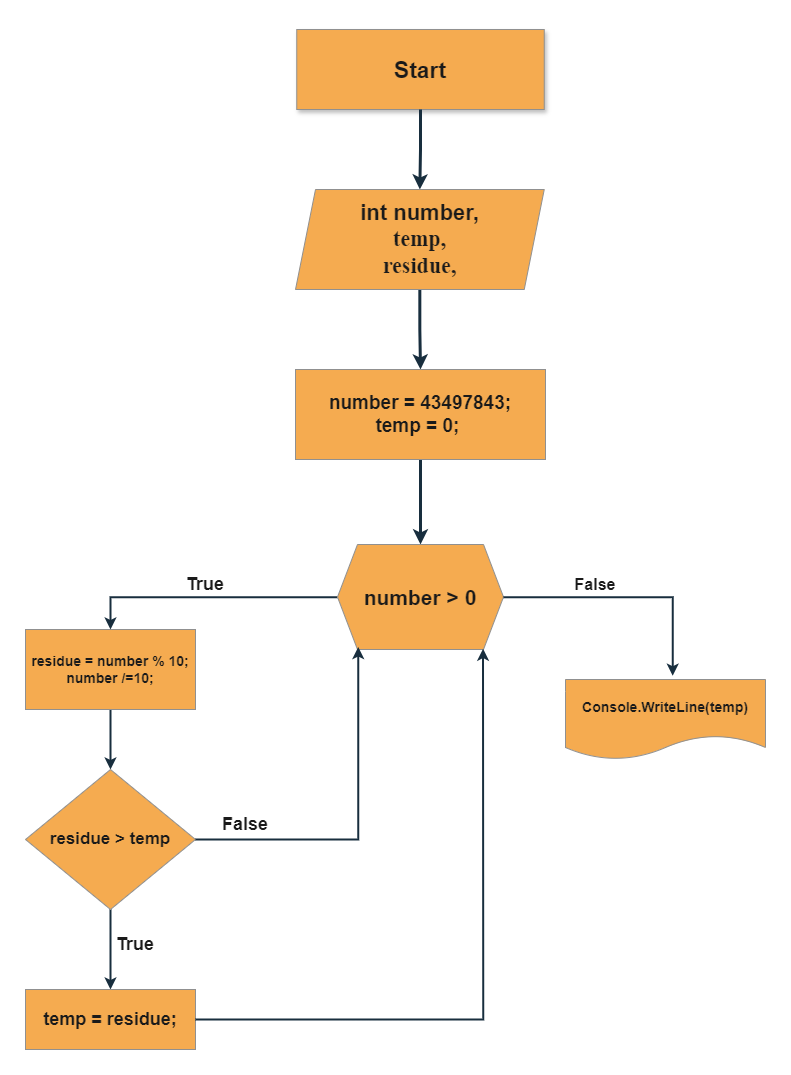 Start
int number,
temp,
residue,
number = 43497843;
temp = 0;
number > 0
True
False
residue = number % 10;
number /=10;
Console.WriteLine(temp)
residue > temp
False
True
temp = residue;